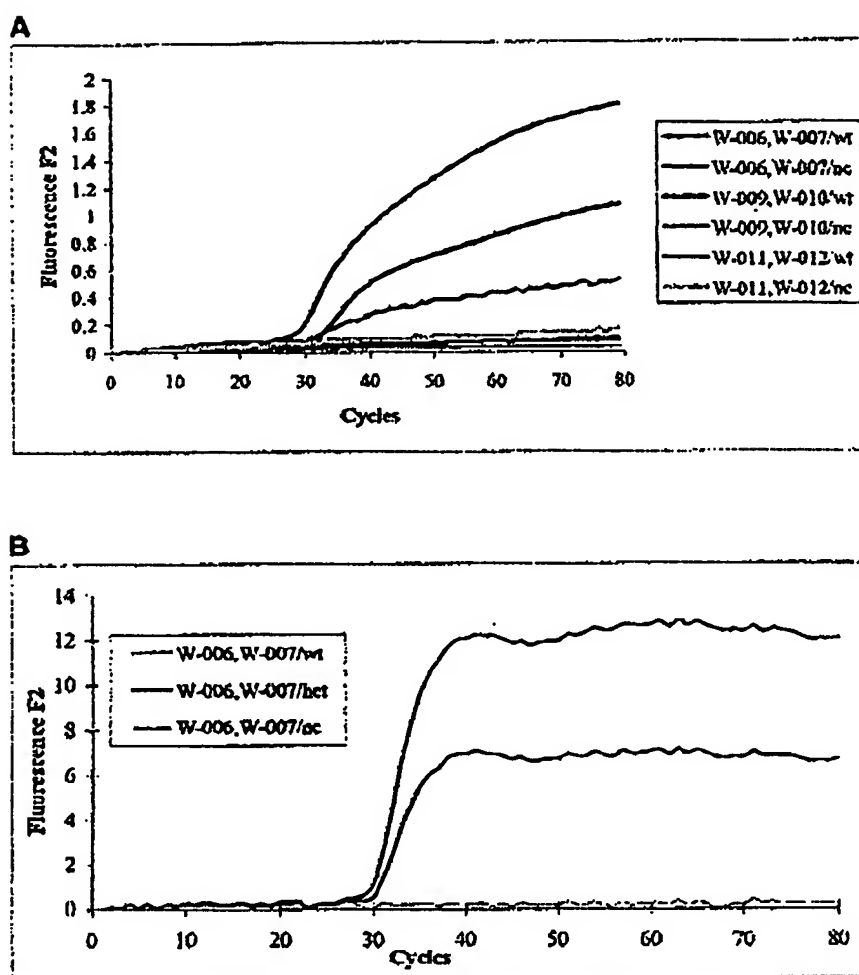 A
2
1.8
1.6
1.4
1.2
1
0.8
0.6
0.4
0.2
0
Fluorescence F2
0 10 20 30 40 50 60 70 80
Cycles
W-006,W-007/wt
W-006,W-007/nc
W-009,W-010/wt
W-009,W-010/nc
W-011,W-012/wt
W-011,W-012/nc
B
14
12
10
8
6
4
2
0
Fluorescence F2
W-006,W-007/wt
W-006,W-007/het
W-006,W-007/nc
0 10 20 30 40 50 60 70 80
Cycles